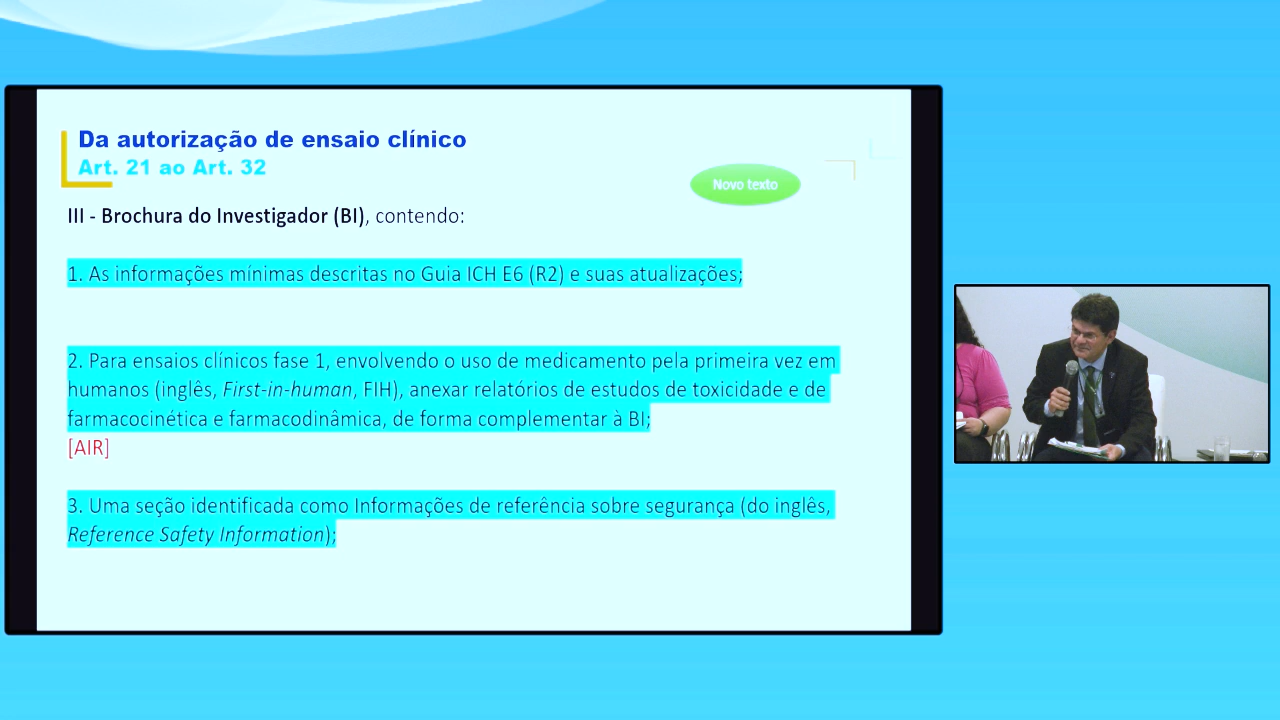 Da autorização de ensaio clínico
Art. 21 ao Art. 32
Novo texto
III - Brochura do Investigador (BI), contendo:
1. As informações mínimas descritas no Guia ICH E6 (R2) e suas atualizações;
2. Para ensaios clínicos fase 1, envolvendo o uso de medicamento pela primeira vez em
humanos (inglês, First-in-human, FIH), anexar relatórios de estudos de toxicidade e de
farmacocinética e farmacodinâmica, de forma complementar à BI;
[AIR]
3. Uma seção identificada como Informações de referência sobre segurança (do inglês,
Reference Safety Information);